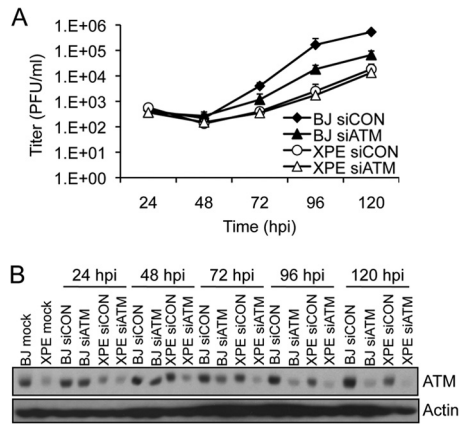 A
Titer (PFU/ml)
1.E+06
1.E+05
1.E+04
1.E+03
1.E+02
1.E+01
1.E+00
BJ siCON
BJ siATM
XPE siCON
XPE siATM
24 48 72 96 120
Time (hpi)
B
24 hpi 48 hpi 72 hpi 96 hpi 120 hpi
BJ mock XPE mock BJ siCON BJ siATM XPE siCON XPE siATM BJ siCON BJ siATM XPE siCON XPE siATM BJ siCON BJ siATM XPE siCON XPE siATM BJ siCON BJ siATM XPE siCON XPE siATM BJ siCON BJ siATM XPE siCON XPE siATM
ATM
Actin